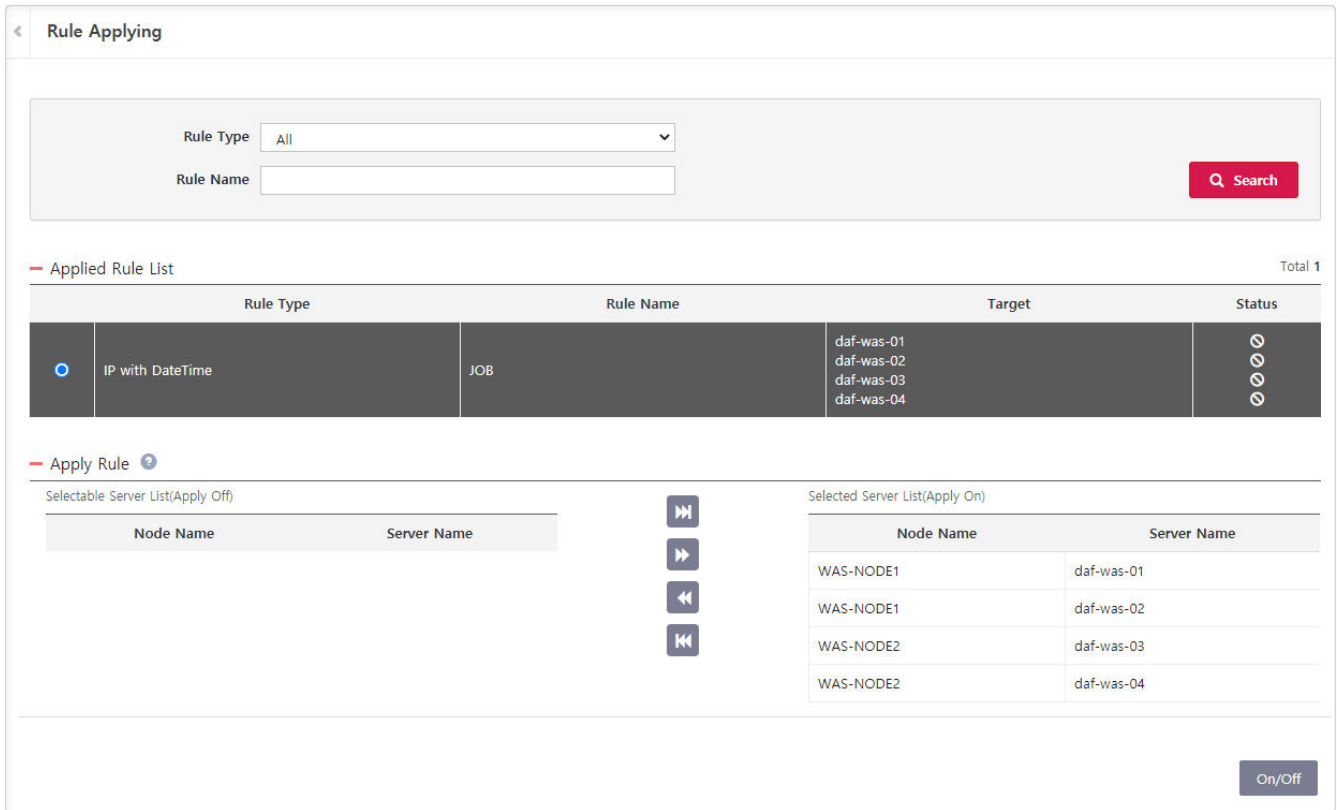 Rule Applying
Rule Type
All
Rule Name
Search
Applied Rule List
Total 1
Rule Type Rule Name Target Status
IP with DateTime JOB
daf-was-01
daf-was-02
daf-was-03
daf-was-04
Apply Rule
Selectable Server List(Apply Off)
Node Name Server Name
Selected Server List(Apply On)
Node Name Server Name
WAS-NODE1 daf-was-01
WAS-NODE1 daf-was-02
WAS-NODE2 daf-was-03
WAS-NODE2 daf-was-04
On/Off